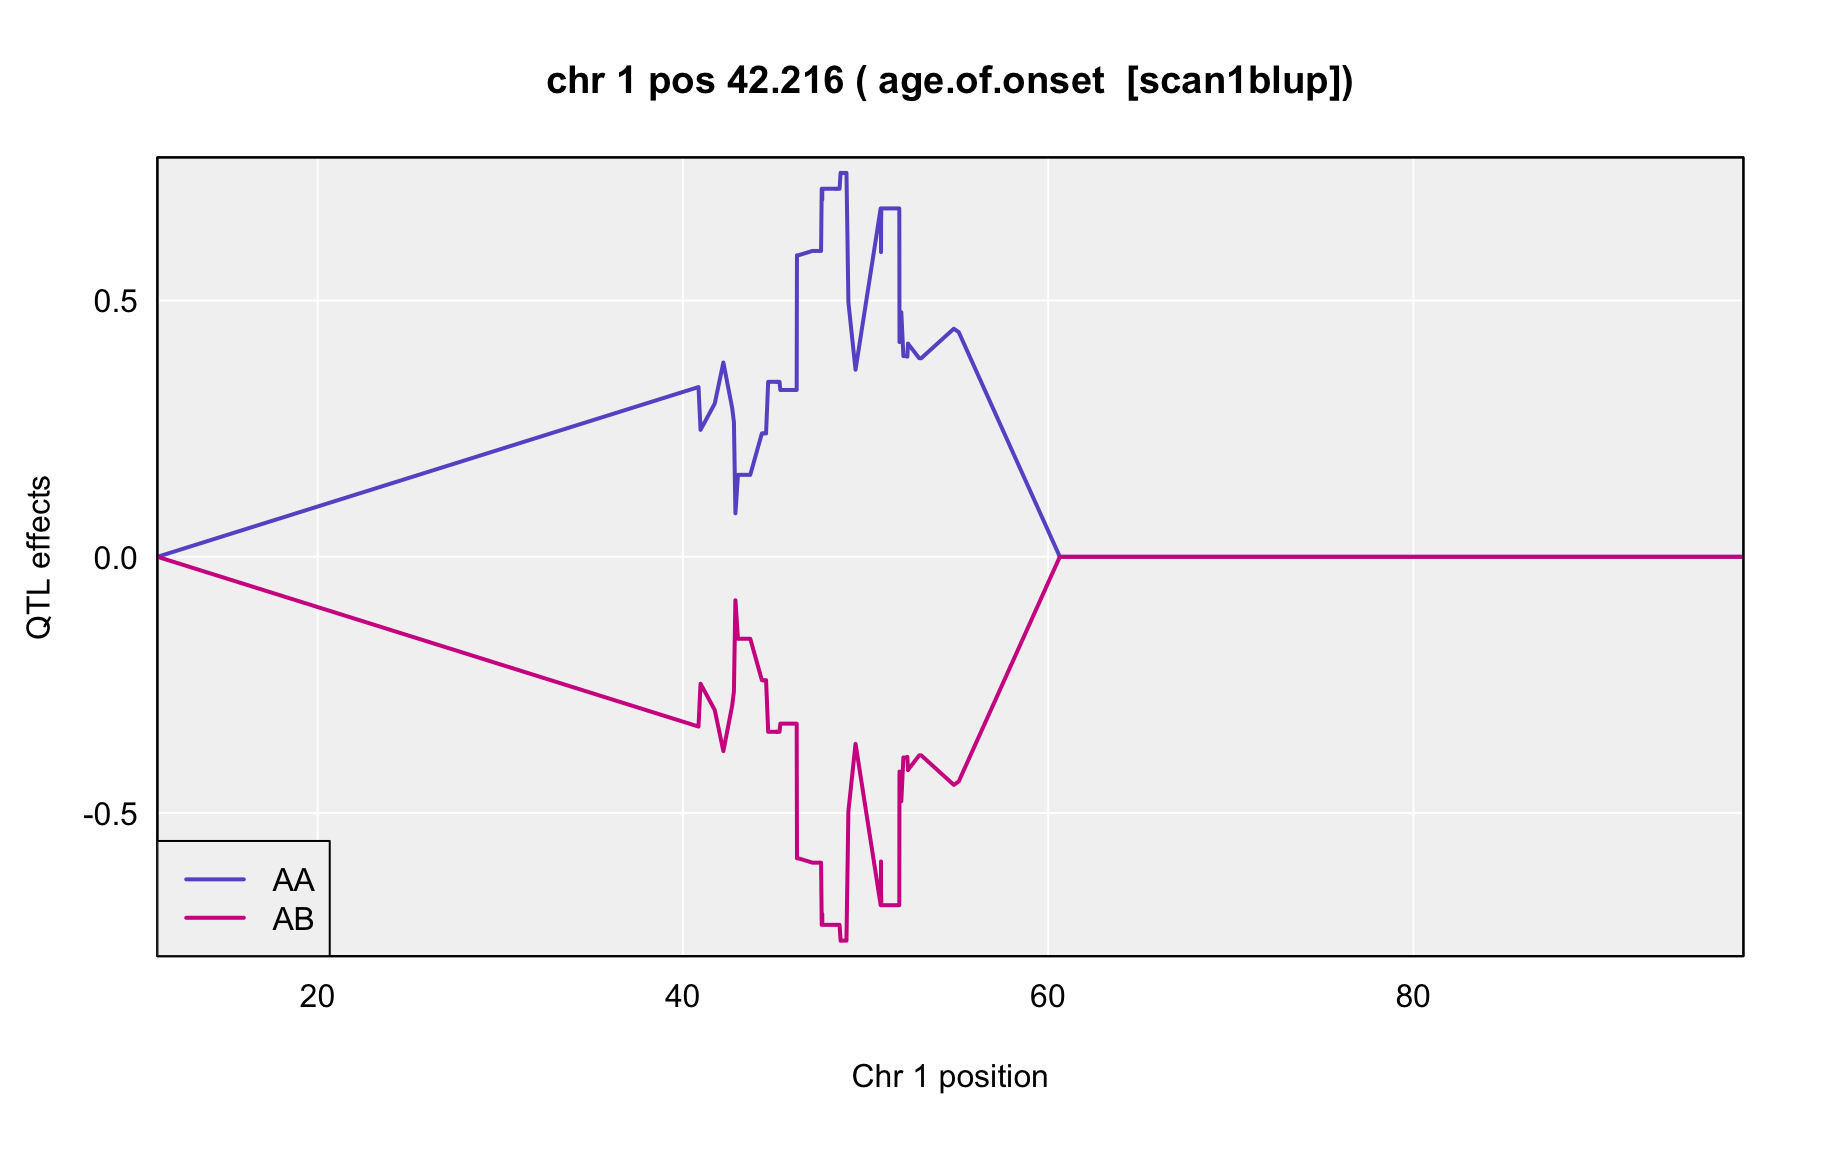 chr 1 pos 42.216 ( age.of.onset  [scan1blup])
QTL effects
0.5
0.0
-0.5
AA
AB
20 40 60 80
Chr 1 position